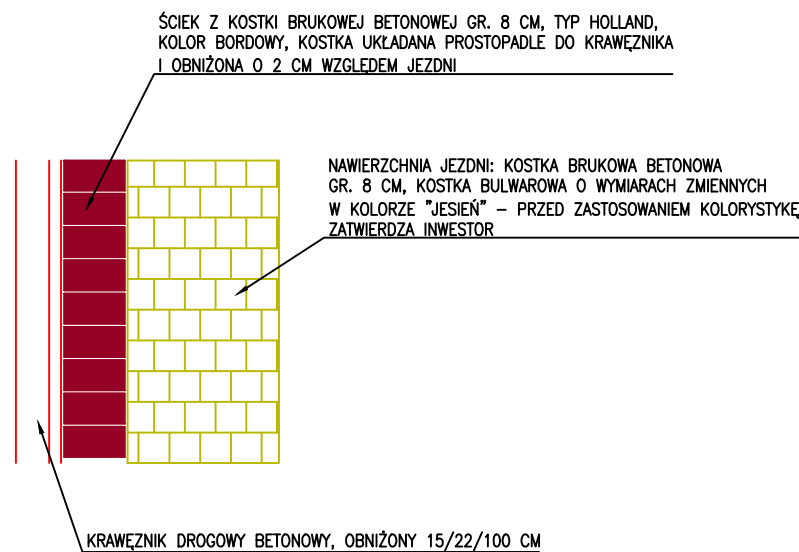 ŚCIEK Z KOSTKI BRUKOWEJ BETONOWEJ GR. 8 CM, TYP HOLLAND,
KOLOR BORDOWY, KOSTKA UKŁADANA PROSTOPADLE DO KRAWĘZNIKA
I OBNIŻONA O 2 CM WZGLĘDEM JEZDNI
NAWIERZCHNIA JEZDNI: KOSTKA BRUKOWA BETONOWA
GR. 8 CM, KOSTKA BULWAROWA O WYMIARACH ZMIENNYCH
W KOLORZE "JESIEŃ" – PRZED ZASTOSOWANIEM KOLORYSTYKĘ
ZATWIERDZA INWESTOR
KRAWĘZNIK DROGOWY BETONOWY, OBNIŻONY 15/22/100 CM